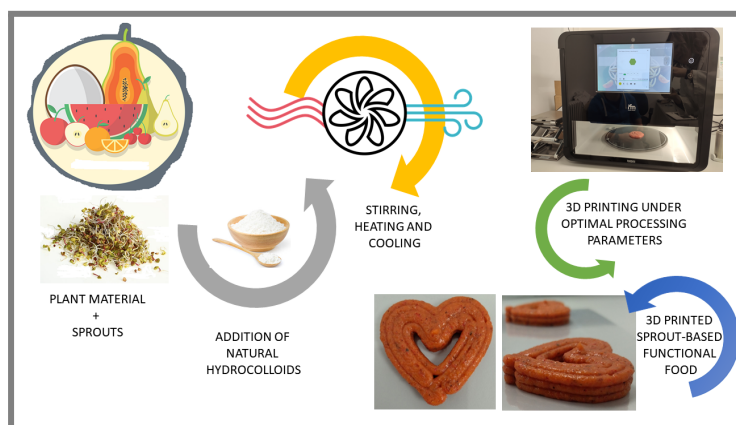 PLANT MATERIAL
+
SPROUTS
ADDITION OF
NATURAL
HYDROCOLLOIDS
STIRRING,
HEATING AND
COOLING
3D PRINTING UNDER
OPTIMAL PROCESSING
PARAMETERS
3D PRINTED
SPROUT-BASED
FUNCTIONAL
FOOD